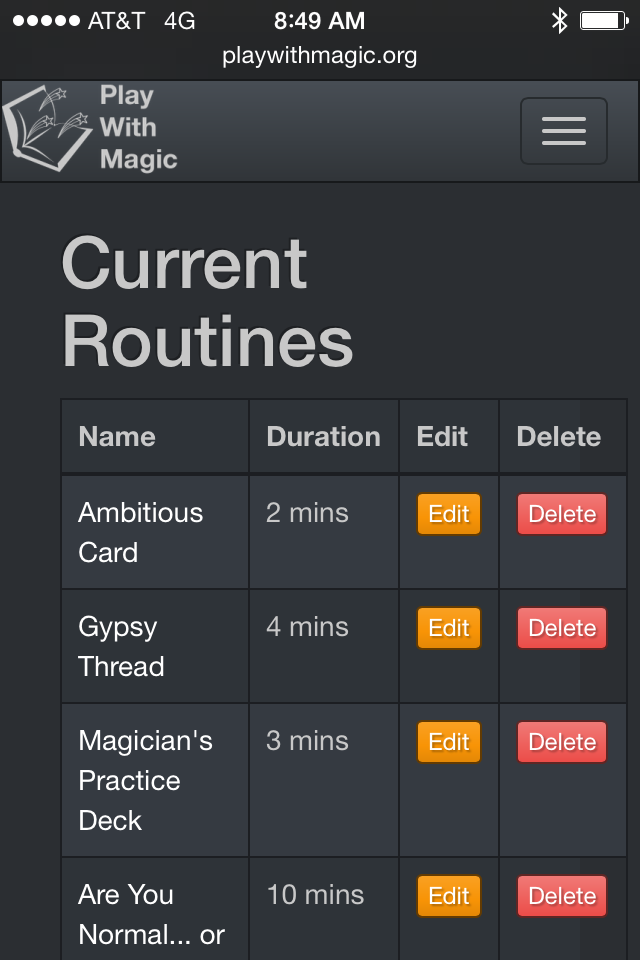 AT&T 4G 8:49 AM
playwithmagic.org
Play
With
Magic
Current
Routines
Name Duration Edit Delete
Ambitious 2 mins Edit Delete
Card
Gypsy 4 mins Edit Delete
Thread
Magician's 3 mins Edit Delete
Practice
Deck
Are You 10 mins Edit Delete
Normal... or